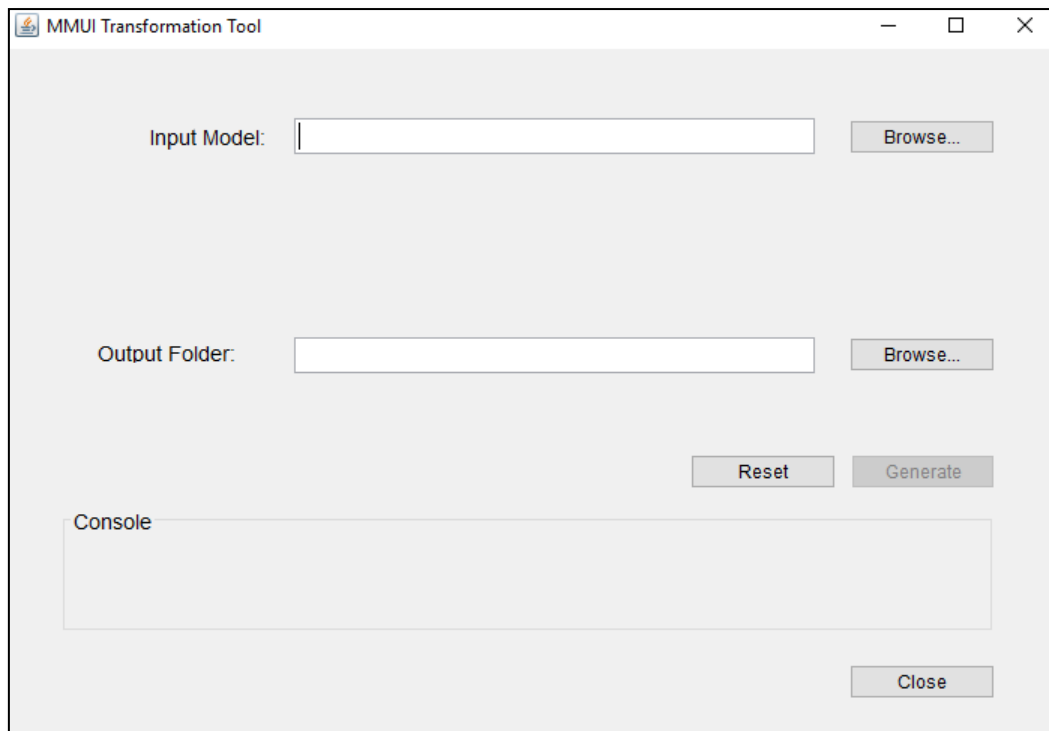 MMUI Transformation Tool
Input Model:
Browse...
Output Folder:
Browse...
Reset
Generate
Console
Close